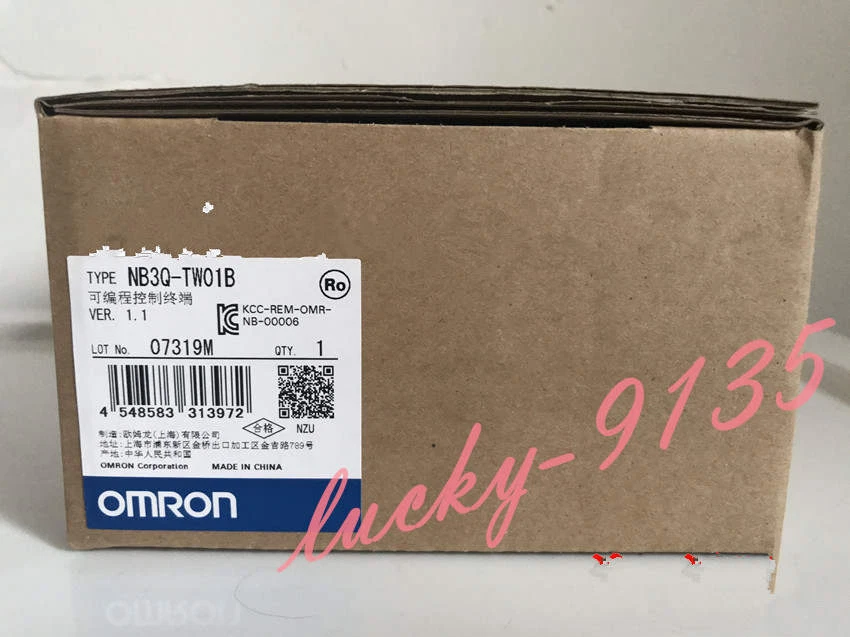 TYPE NB3Q-TW01B
Ro
可编程控制终端
VER. 1.1
KCC-REM-OMR-
NB-00006
LOT No. 07319M QTY. 1
4 548583 313972
合格 NZU
制造:欧姆龙(上海)有限公司
地址:上海市浦东新区金桥出口加工区金吉路789号
产地:中华人民共和国
OMRON Corporation MADE IN CHINA
OMRON
lucky-9135
OMRON